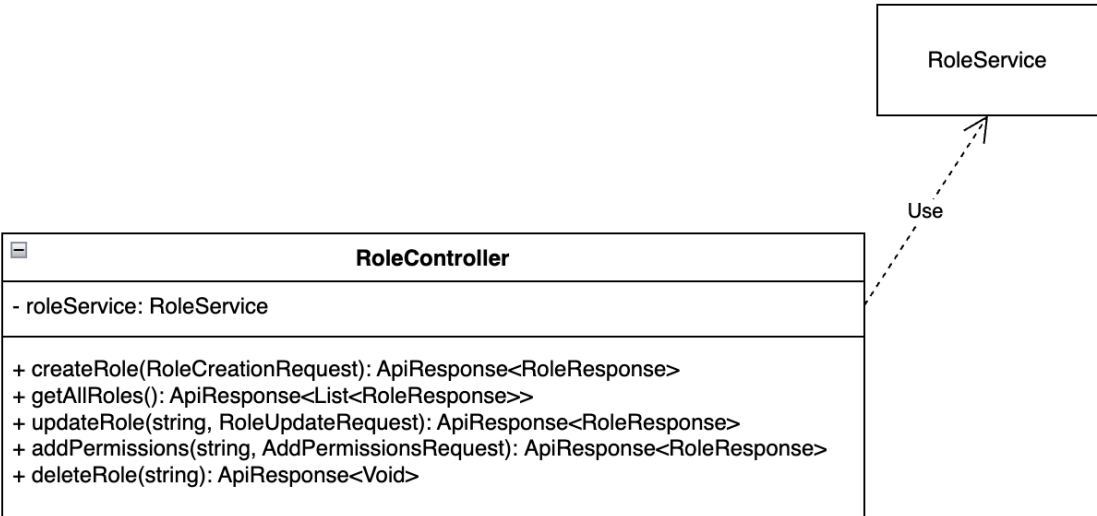 RoleService
Use
RoleController
- roleService: RoleService
+ createRole(RoleCreationRequest): ApiResponse<RoleResponse>
+ getAllRoles(): ApiResponse<List<RoleResponse>>
+ updateRole(string, RoleUpdateRequest): ApiResponse<RoleResponse>
+ addPermissions(string, AddPermissionsRequest): ApiResponse<RoleResponse>
+ deleteRole(string): ApiResponse<Void>